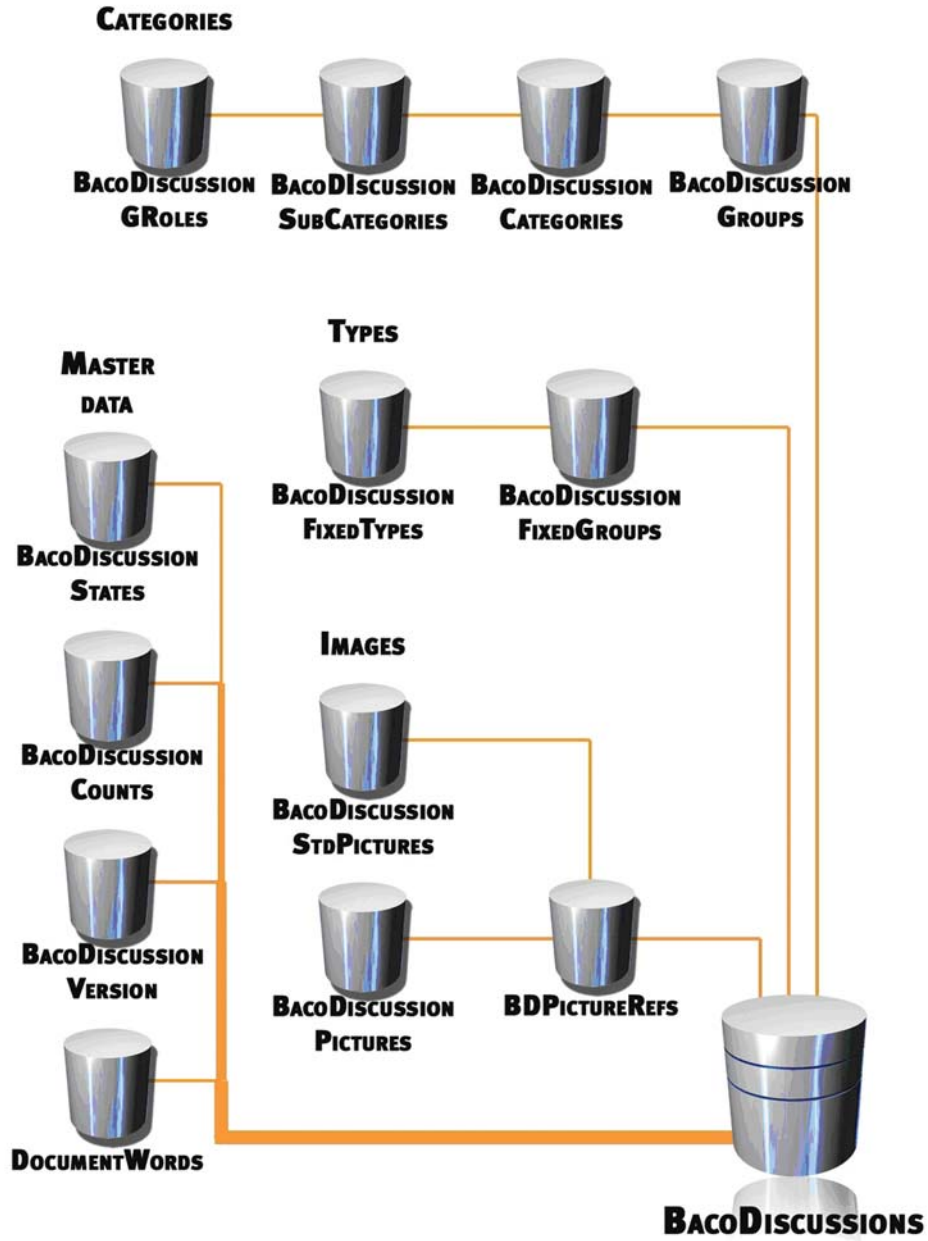 Categories
BacoDiscussion
GRoles
BacoDIscussion
SubCategories
BacoDiscussion
Categories
BacoDiscussion
Groups
Types
BacoDiscussion
FixedTypes
BacoDiscussion
FixedGroups
Master
data
BacoDiscussion
States
BacoDiscussion
Counts
BacoDiscussion
Version
DocumentWords
Images
BacoDiscussion
StdPictures
BacoDiscussion
Pictures
BDPictureRefs
BacoDiscussions